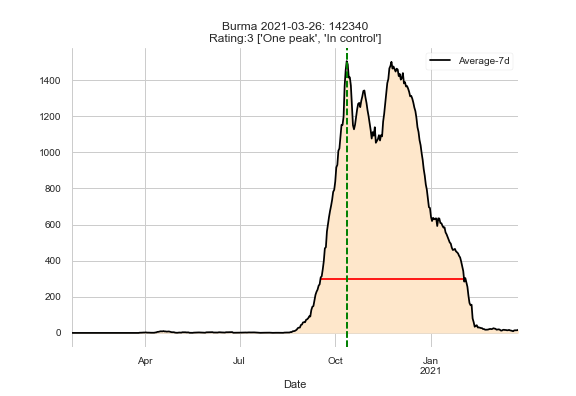 Burma 2021-03-26: 142340
Rating:3 ['One peak', 'In control']
Average-7d
1400
1200
1000
800
600
400
200
0
Apr
Jul
Oct
Jan
2021
Date